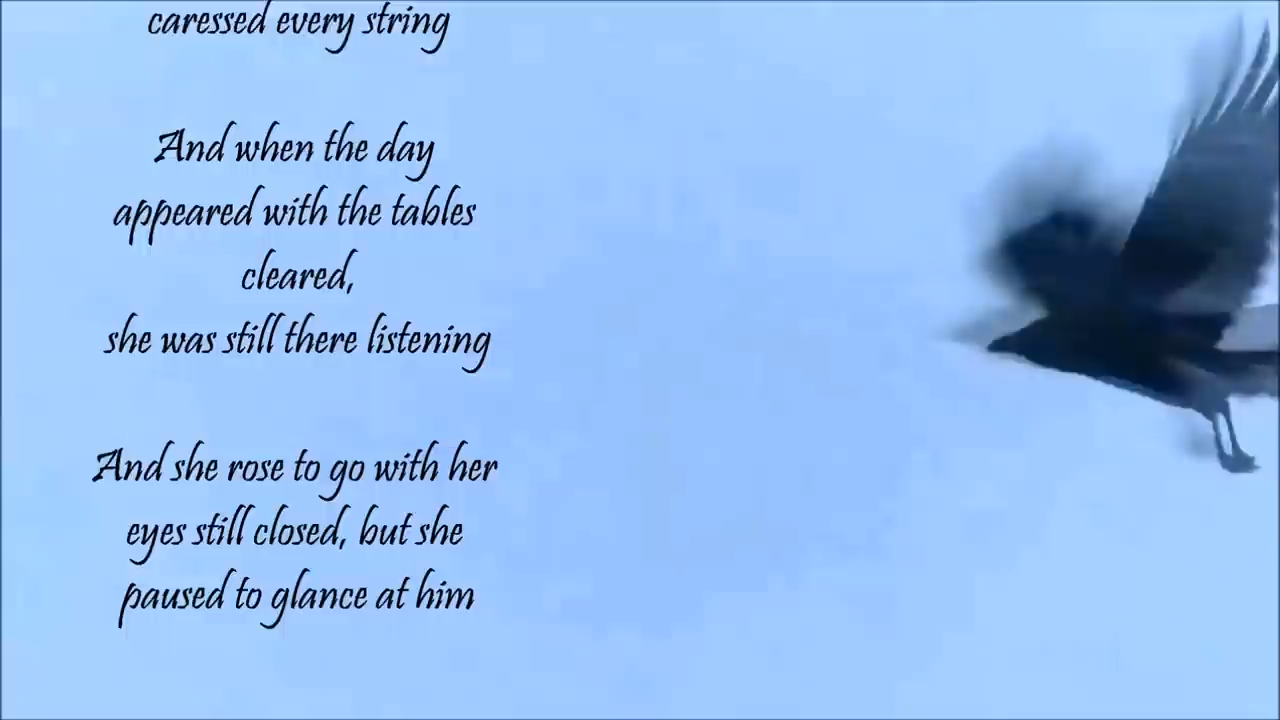 caressed every string
And when the day
appeared with the tables
cleared,
she was still there listening
And she rose to go with her
eyes still closed, but she
paused to glance at him